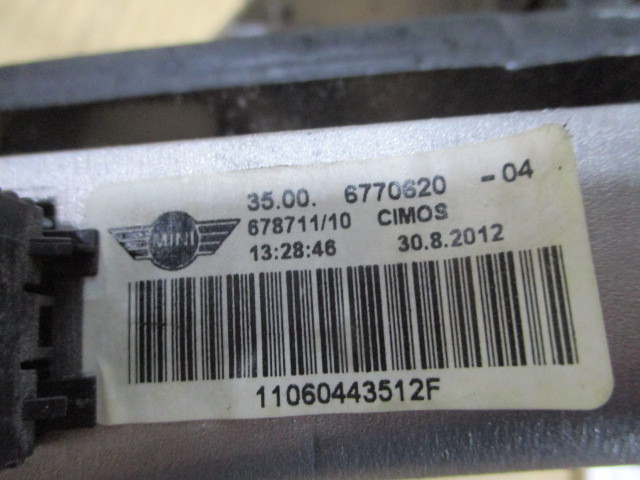 35.00. 6770620 -04
MINI
678711/10 CIMOS
13:28:46 30.8.2012
11060443512F